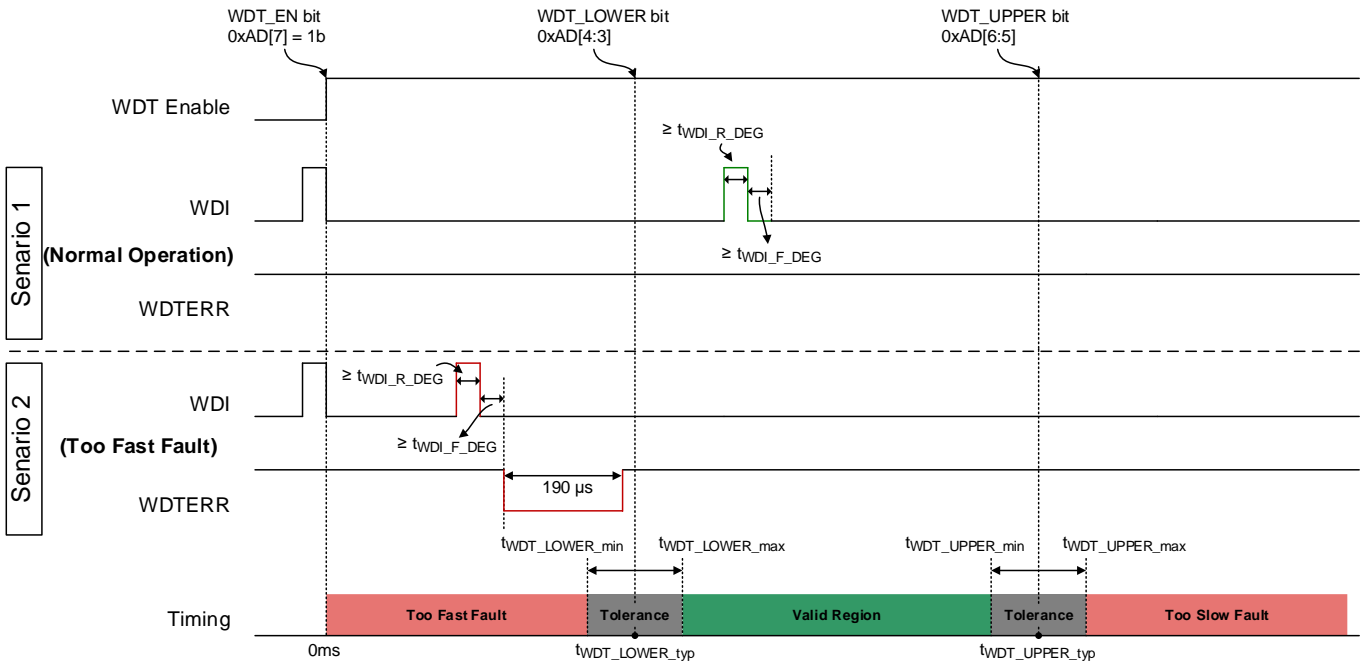 WDT_EN bit
0xAD[7] = 1b
WDT_LOWER bit
0xAD[4:3]
WDT_UPPER bit
0xAD[6:5]
WDT Enable
Senario 1
WDI
≥ tWDI_R_DEG
≥ tWDI_F_DEG
(Normal Operation)
WDTERR
Senario 2
≥ tWDI_R_DEG
WDI
≥ tWDI_F_DEG
(Too Fast Fault)
190 µs
WDTERR
tWDT_LOWER_min
tWDT_LOWER_max
tWDT_UPPER_min
tWDT_UPPER_max
Timing
Too Fast Fault
Tolerance
Valid Region
Tolerance
Too Slow Fault
0ms
tWDT_LOWER_typ
tWDT_UPPER_typ